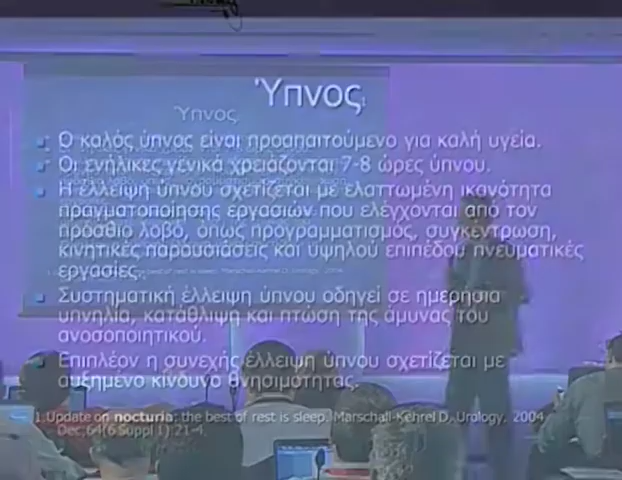 Ύπνος1
Ο καλός ύπνος είναι προαπαιτούμενο για καλή υγεία.
Οι ενήλικες γενικά χρειάζονται 7-8 ώρες ύπνου.
Η έλλειψη ύπνου σχετίζεται με ελαττωμένη ικανότητα
πραγματοποίησης εργασιών που ελέγχονται από τον
πρόσθιο λοβό, όπως προγραμματισμός, συγκέντρωση,
κινητικές παρουσιάσεις και υψηλού επιπέδου πνευματικές
εργασίες.
Συστηματική έλλειψη ύπνου οδηγεί σε ημερήσια
υπνηλία, κατάθλιψη και πτώση της άμυνας του
ανοσοποιητικού.
Επιπλέον η συνεχής έλλειψη ύπνου σχετίζεται με
αυξημένο κίνδυνο θνησιμότητας.
1.Update on nocturia: the best of rest is sleep. Marschall-Kehrel D. Urology. 2004
Dec;64(6 Suppl 1):21-4.
Ύπνος